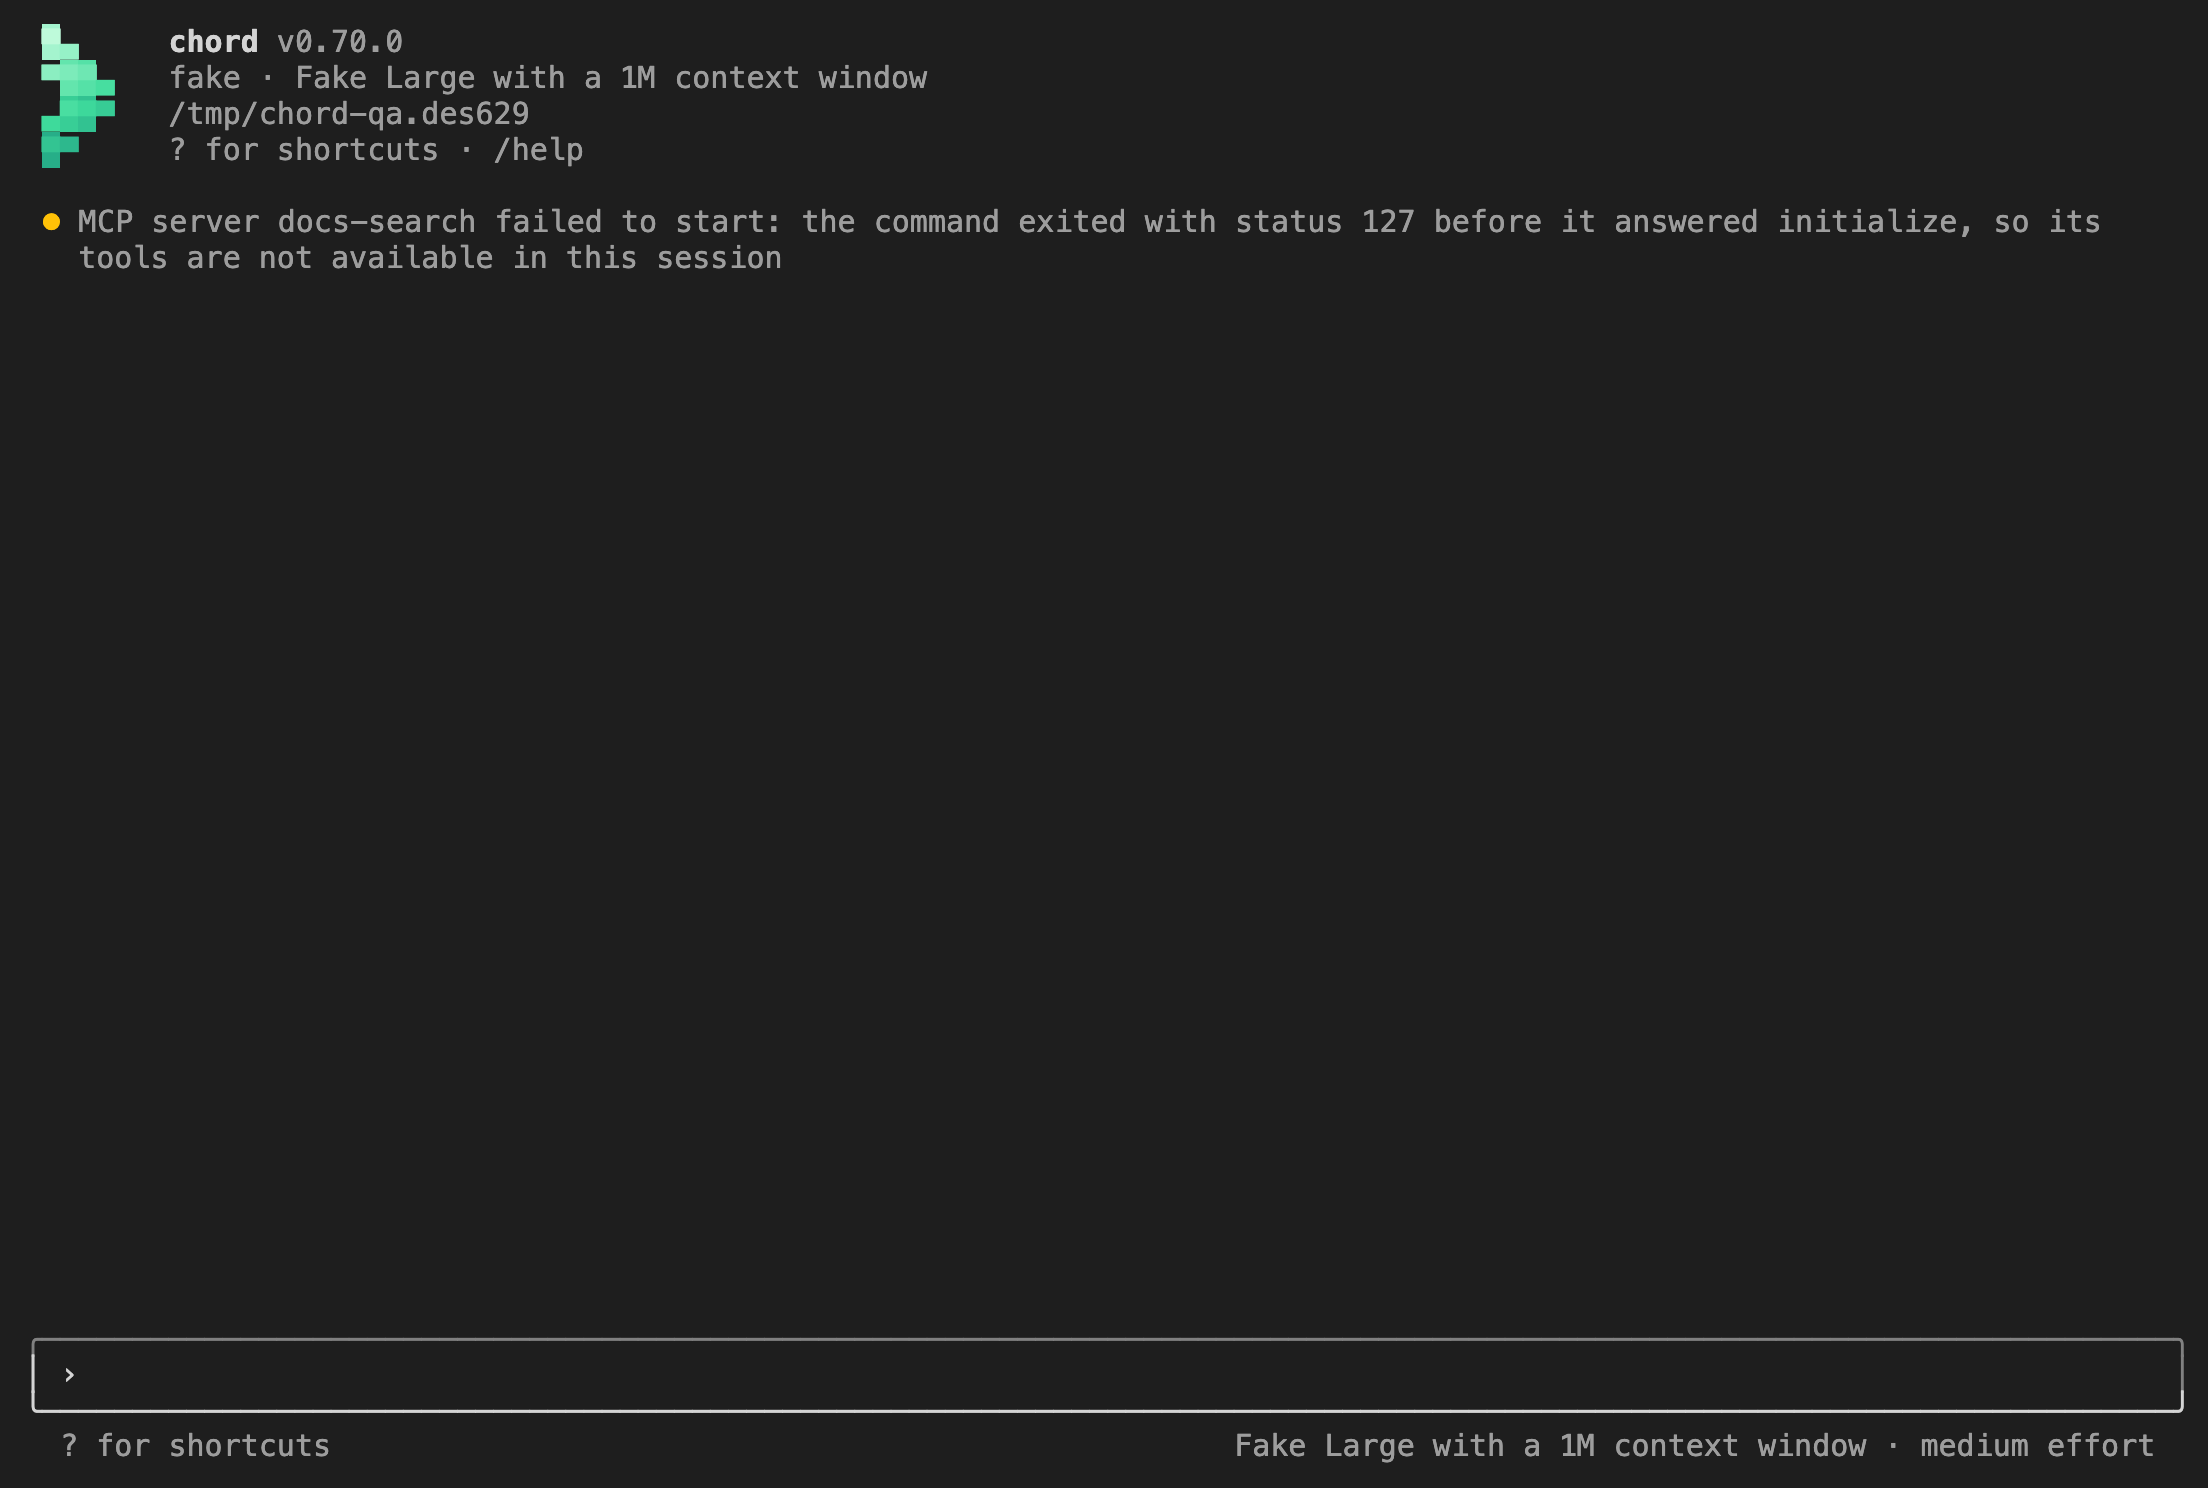 chord v0.70.0
fake · Fake Large with a 1M context window
/tmp/chord-qa.des629
? for shortcuts · /help
MCP server docs-search failed to start: the command exited with status 127 before it answered initialize, so its
tools are not available in this session
›
? for shortcuts
Fake Large with a 1M context window · medium effort